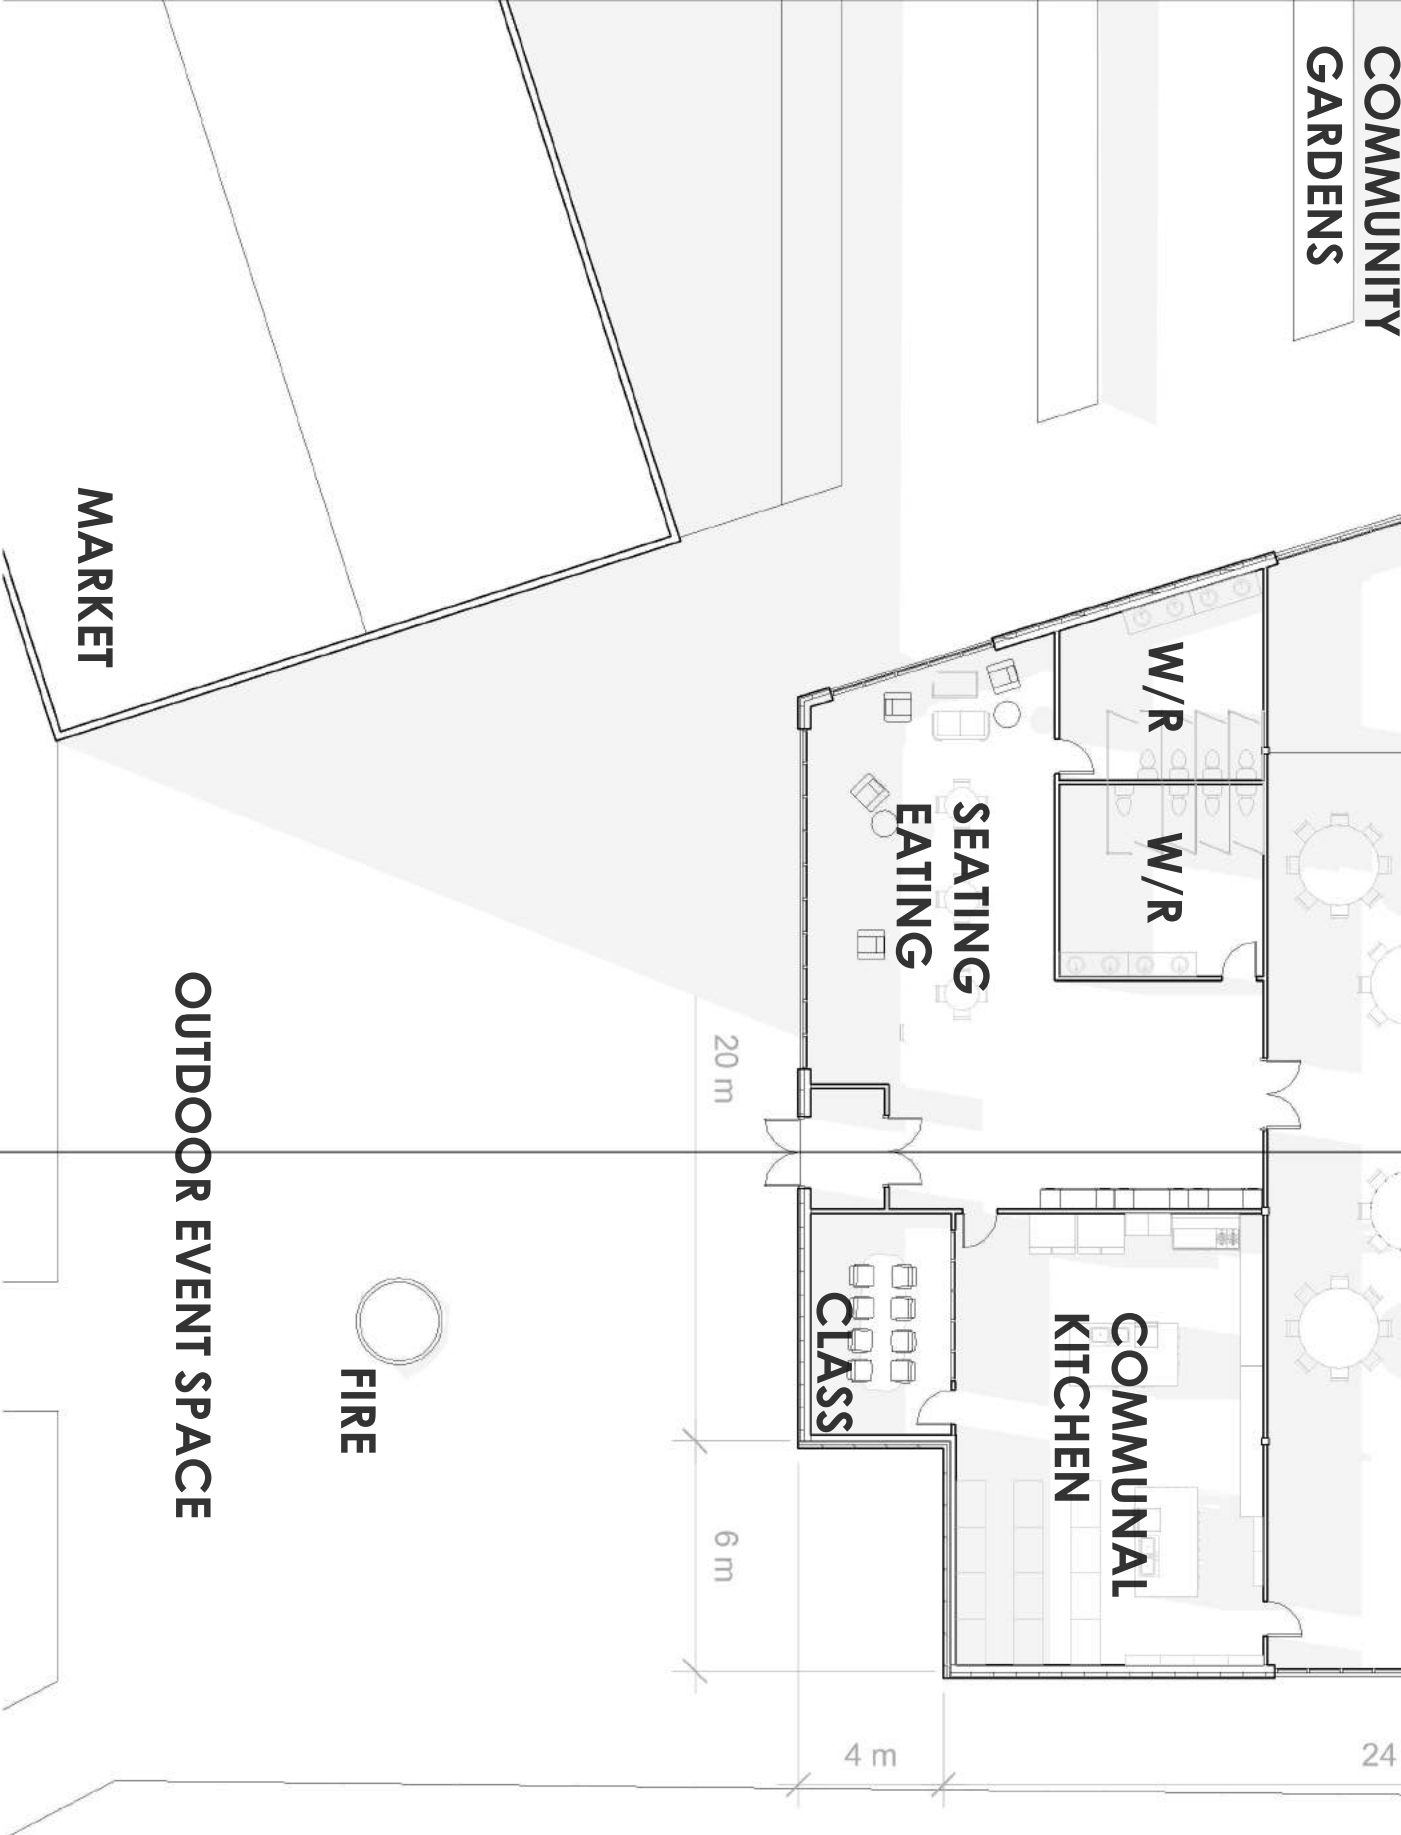 COMMUNITY
GARDENS
W/R
W/R
SEATING
EATING
MARKET
20 m
OUTDOOR EVENT SPACE
FIRE
CLASS
COMMUNAL
KITCHEN
6 m
4 m
24